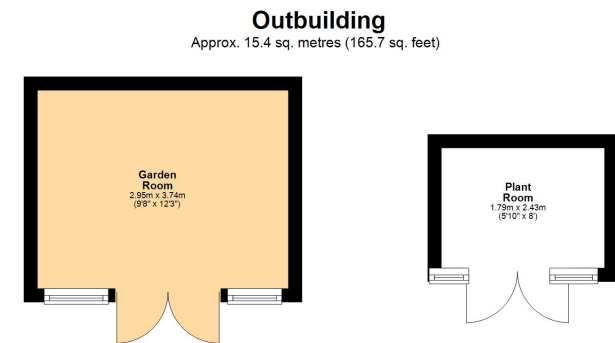 Outbuilding
Approx. 15.4 sq. metres (165.7 sq. feet)
Garden
Room
2.95m x 3.74m
(9'8" x 12'3")
Plant
Room
1.79m x 2.43m
(5'10" x 8')